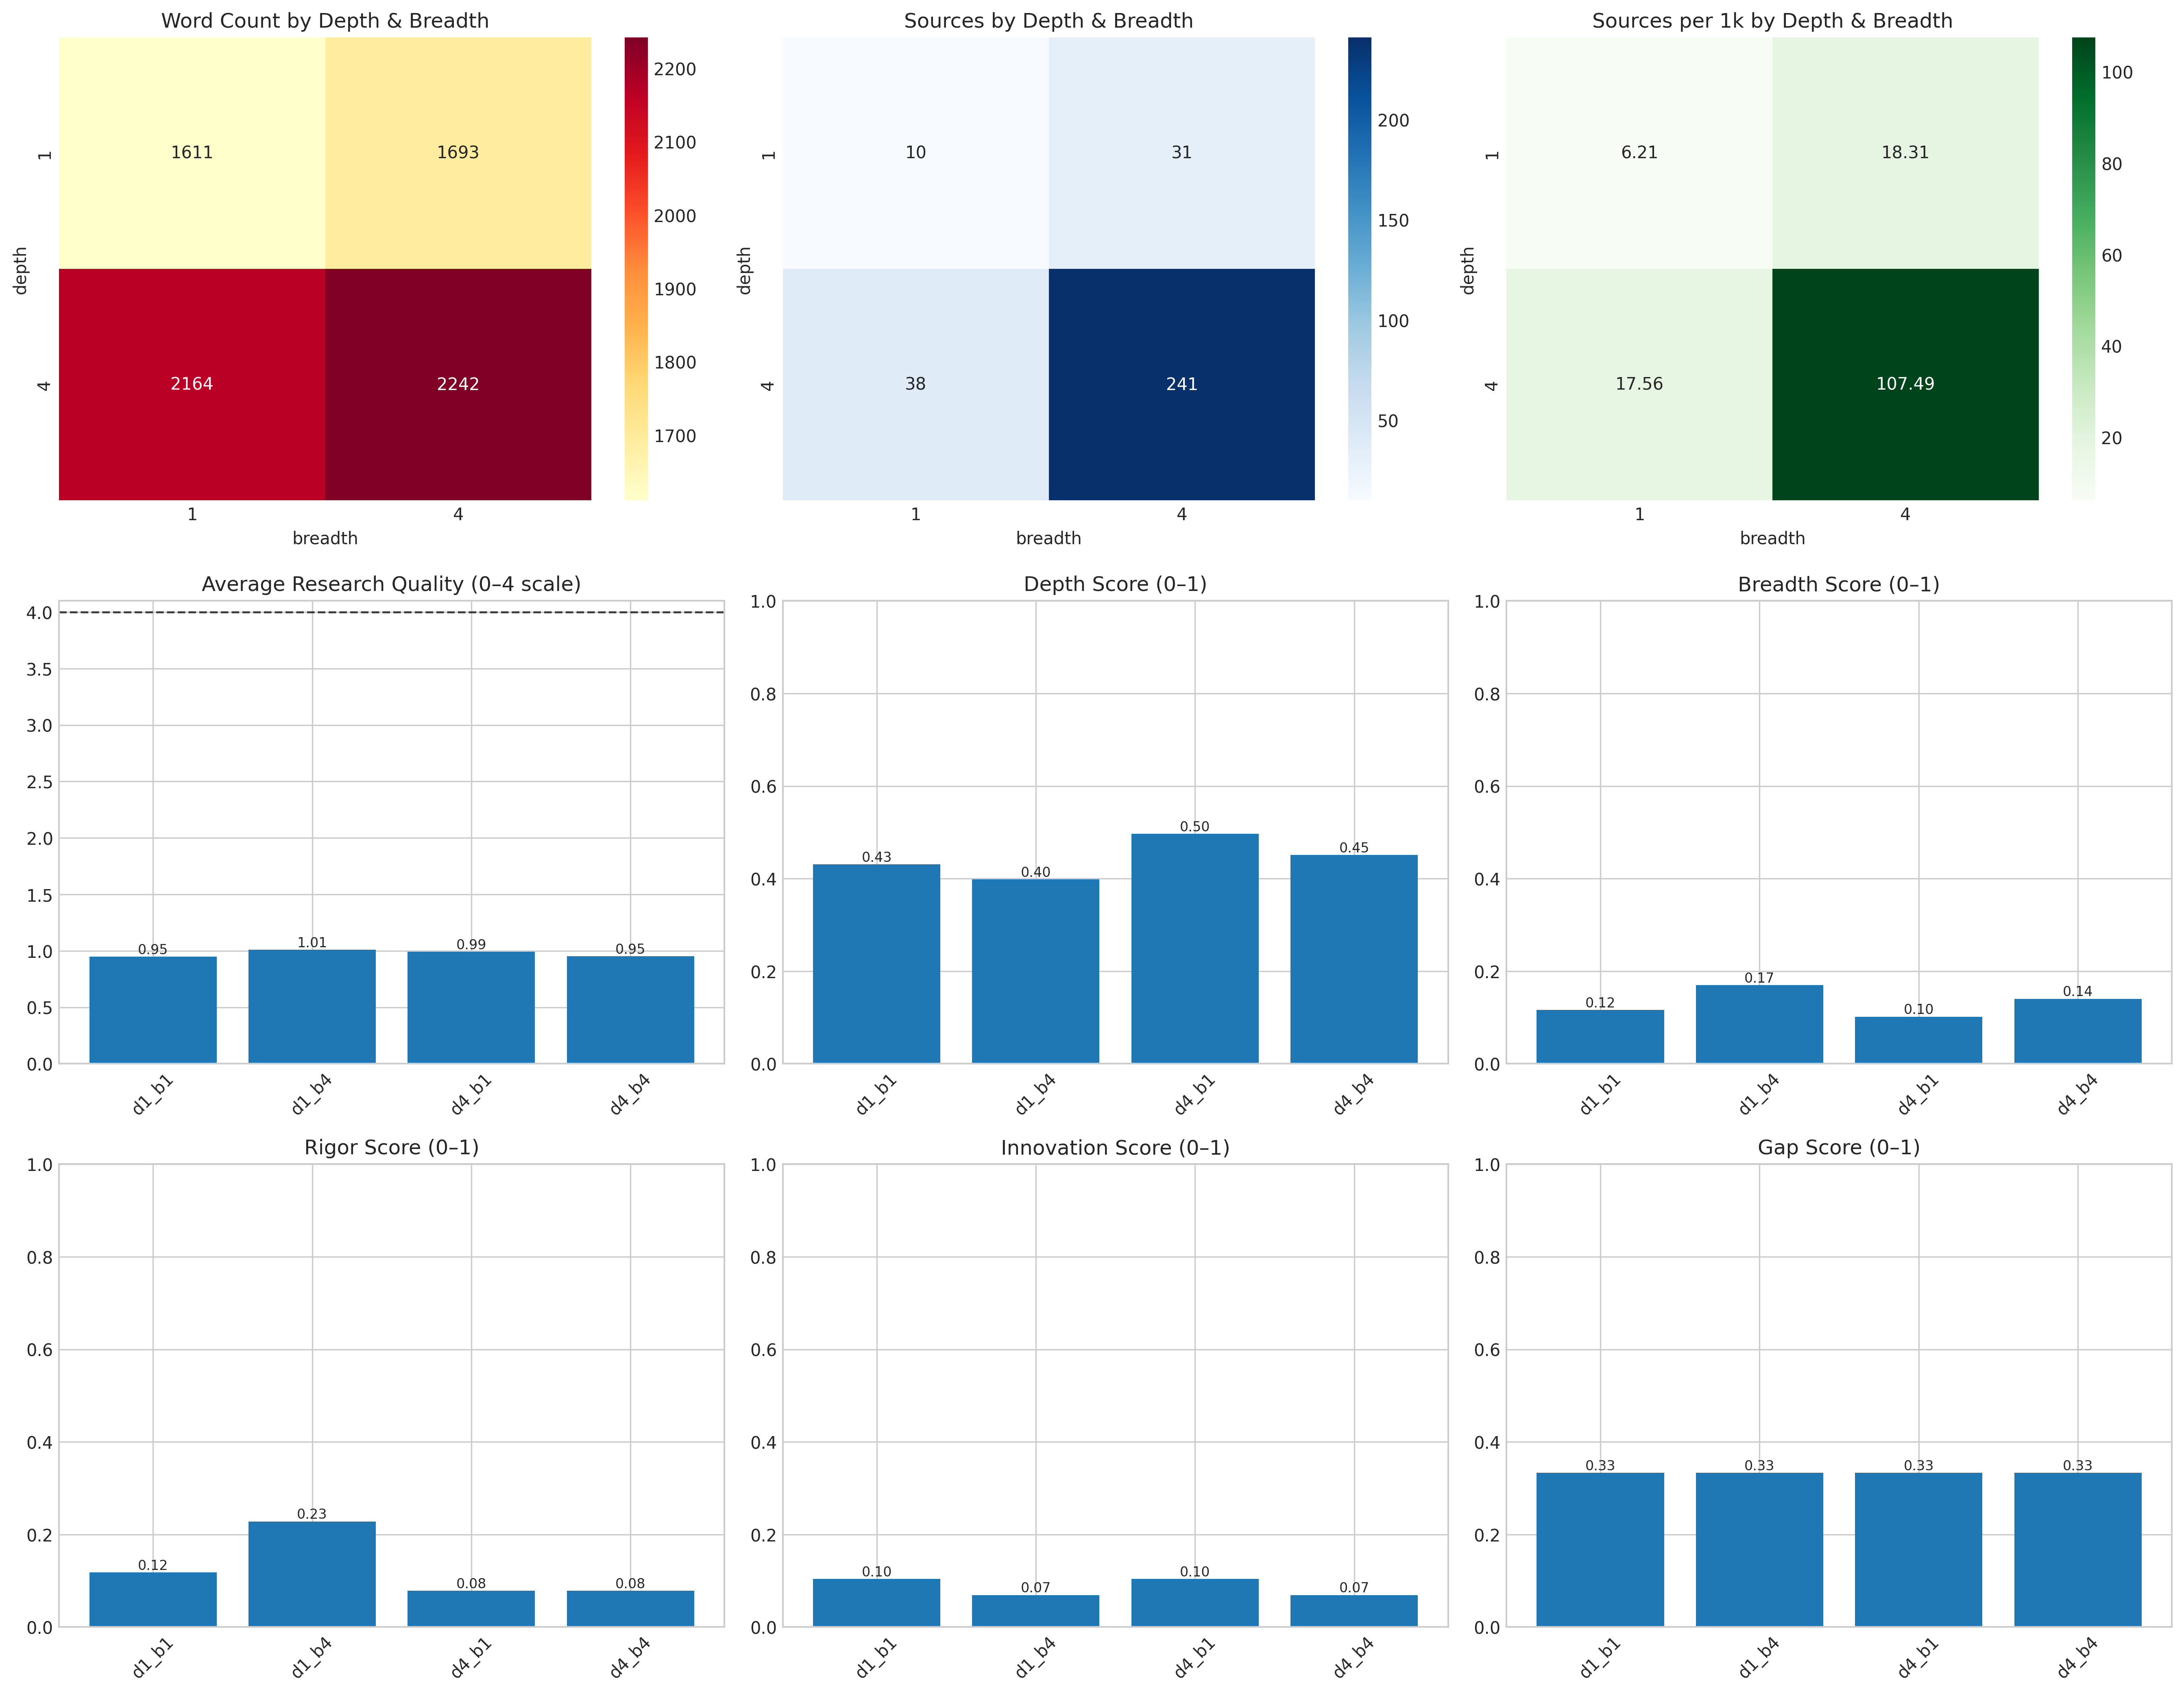 Word Count by Depth & Breadth
1611 1693
2164 2242
1
4
depth
1 4
breadth
2200
2100
2000
1900
1800
1700
Sources by Depth & Breadth
10 31
38 241
1
4
depth
1 4
breadth
200
150
100
50
Sources per 1k by Depth & Breadth
6.21 18.31
17.56 107.49
1
4
depth
1 4
breadth
100
80
60
40
20
Average Research Quality (0–4 scale)
4.0
3.5
3.0
2.5
2.0
1.5
1.0
0.5
0.0
0.95 1.01 0.99 0.95
d1_b1 d1_b4 d4_b1 d4_b4
Depth Score (0–1)
1.0
0.8
0.6
0.4
0.2
0.0
0.43 0.40 0.50 0.45
d1_b1 d1_b4 d4_b1 d4_b4
Breadth Score (0–1)
1.0
0.8
0.6
0.4
0.2
0.0
0.12 0.17 0.10 0.14
d1_b1 d1_b4 d4_b1 d4_b4
Rigor Score (0–1)
1.0
0.8
0.6
0.4
0.2
0.0
0.12 0.23 0.08 0.08
d1_b1 d1_b4 d4_b1 d4_b4
Innovation Score (0–1)
1.0
0.8
0.6
0.4
0.2
0.0
0.10 0.07 0.10 0.07
d1_b1 d1_b4 d4_b1 d4_b4
Gap Score (0–1)
1.0
0.8
0.6
0.4
0.2
0.0
0.33 0.33 0.33 0.33
d1_b1 d1_b4 d4_b1 d4_b4